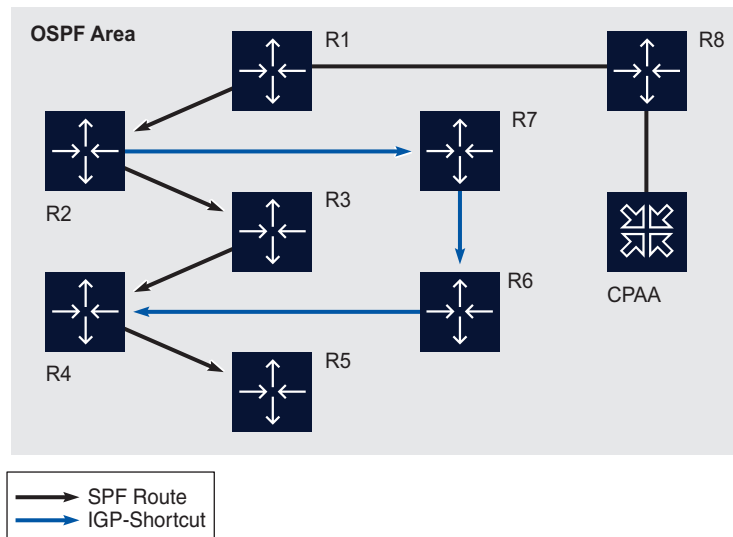 OSPF Area
R1
R8
R7
R2
R3
R6
CPAA
R4
R5
SPF Route
IGP-Shortcut